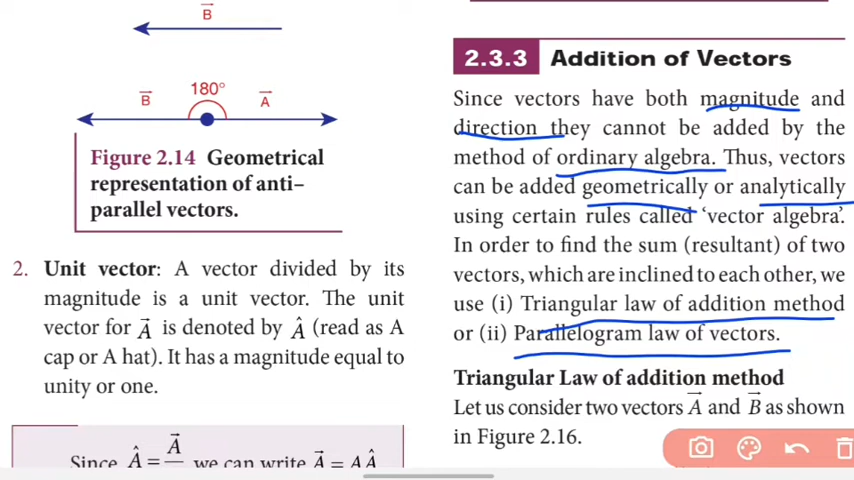 B
180°
B
A
Figure 2.14 Geometrical
representation of anti–
parallel vectors.
2. Unit vector: A vector divided by its
magnitude is a unit vector. The unit
vector for A⃗ is denoted by Â (read as A
cap or A hat). It has a magnitude equal to
unity or one.
Since Â = A⃗ we can write A⃗ = AÂ
2.3.3 Addition of Vectors
Since vectors have both magnitude and
direction they cannot be added by the
method of ordinary algebra. Thus, vectors
can be added geometrically or analytically
using certain rules called ‘vector algebra’.
In order to find the sum (resultant) of two
vectors, which are inclined to each other, we
use (i) Triangular law of addition method
or (ii) Parallelogram law of vectors.
Triangular Law of addition method
Let us consider two vectors A⃗ and B⃗ as shown
in Figure 2.16.